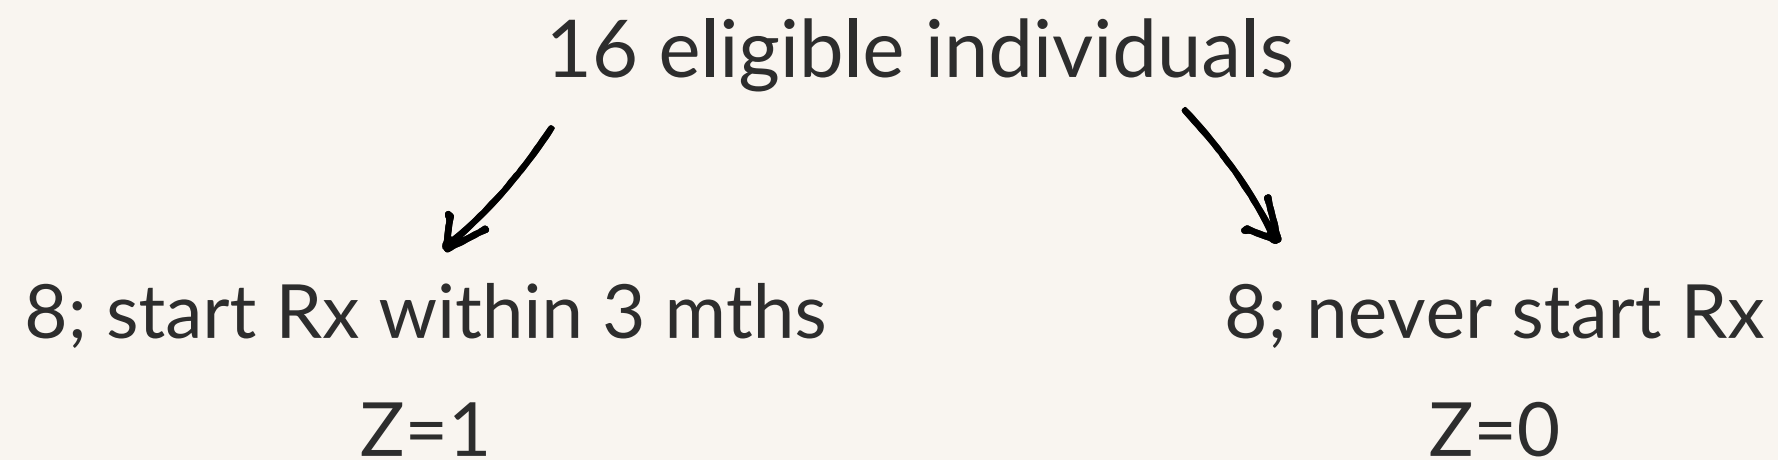 16 eligible individuals
8; start Rx within 3 mths
8; never start Rx
Z=1
Z=0